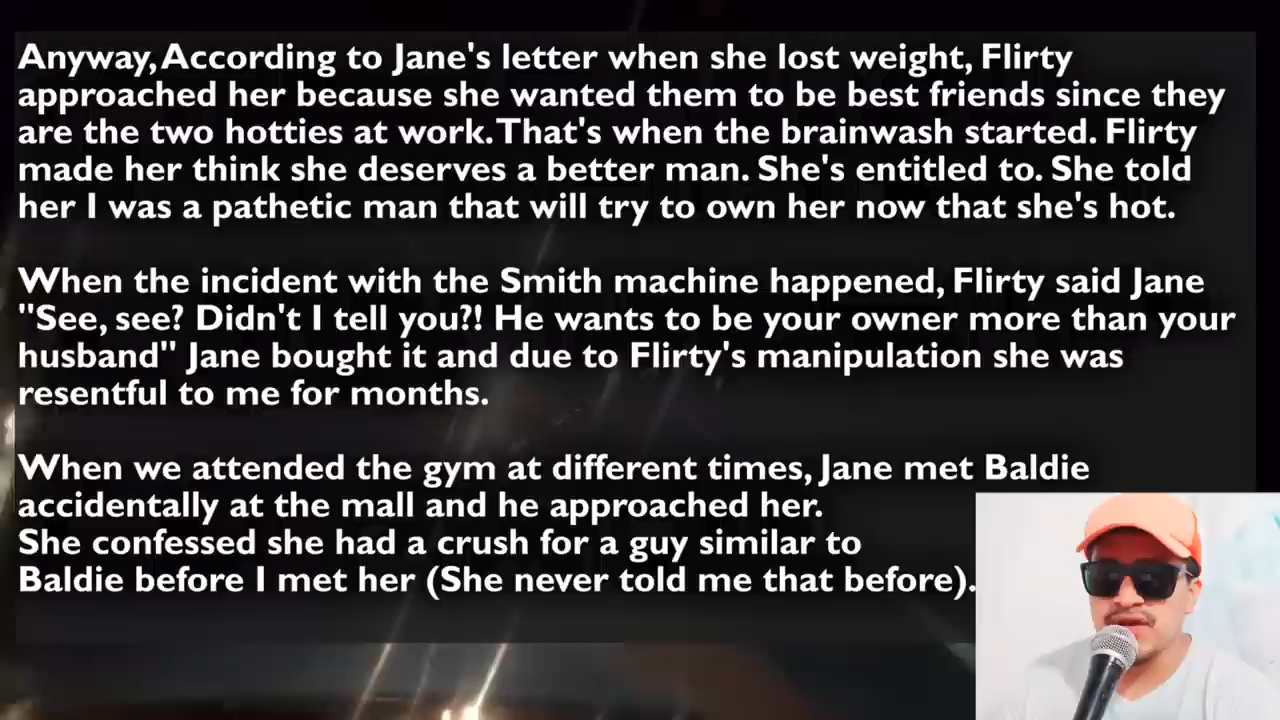 Anyway, According to Jane's letter when she lost weight, Flirty
approached her because she wanted them to be best friends since they
are the two hotties at work. That's when the brainwash started. Flirty
made her think she deserves a better man. She's entitled to. She told
her I was a pathetic man that will try to own her now that she's hot.
When the incident with the Smith machine happened, Flirty said Jane
"See, see? Didn't I tell you?! He wants to be your owner more than your
husband" Jane bought it and due to Flirty's manipulation she was
resentful to me for months.
When we attended the gym at different times, Jane met Baldie
accidentally at the mall and he approached her.
She confessed she had a crush for a guy similar to
Baldie before I met her (She never told me that before).